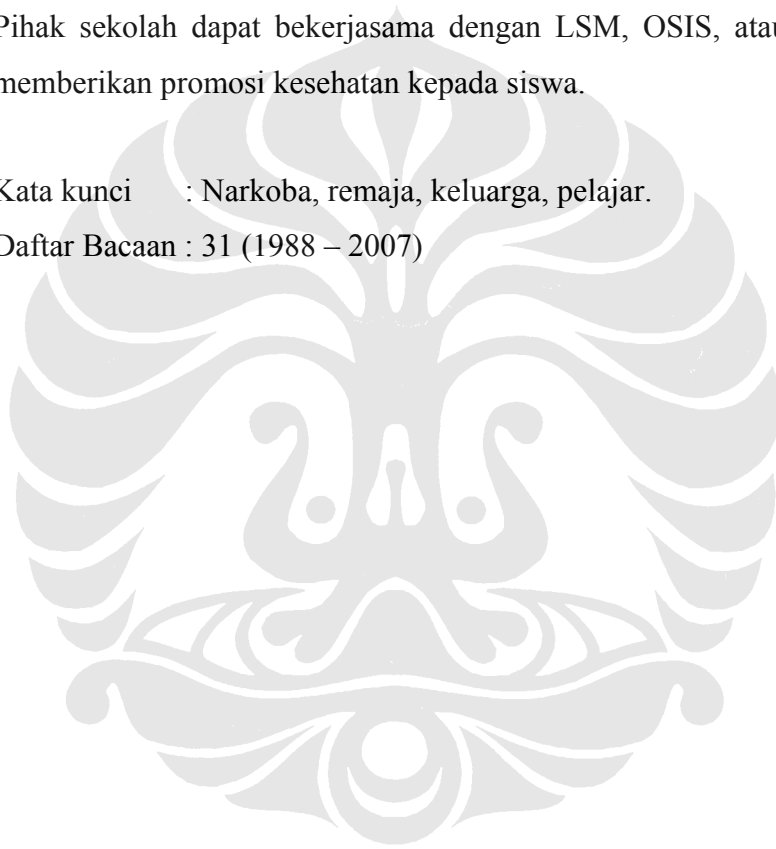 Pihak sekolah dapat bekerjasama dengan LSM, OSIS, atau
memberikan promosi kesehatan kepada siswa.
Kata kunci : Narkoba, remaja, keluarga, pelajar.
Daftar Bacaan : 31 (1988 – 2007)